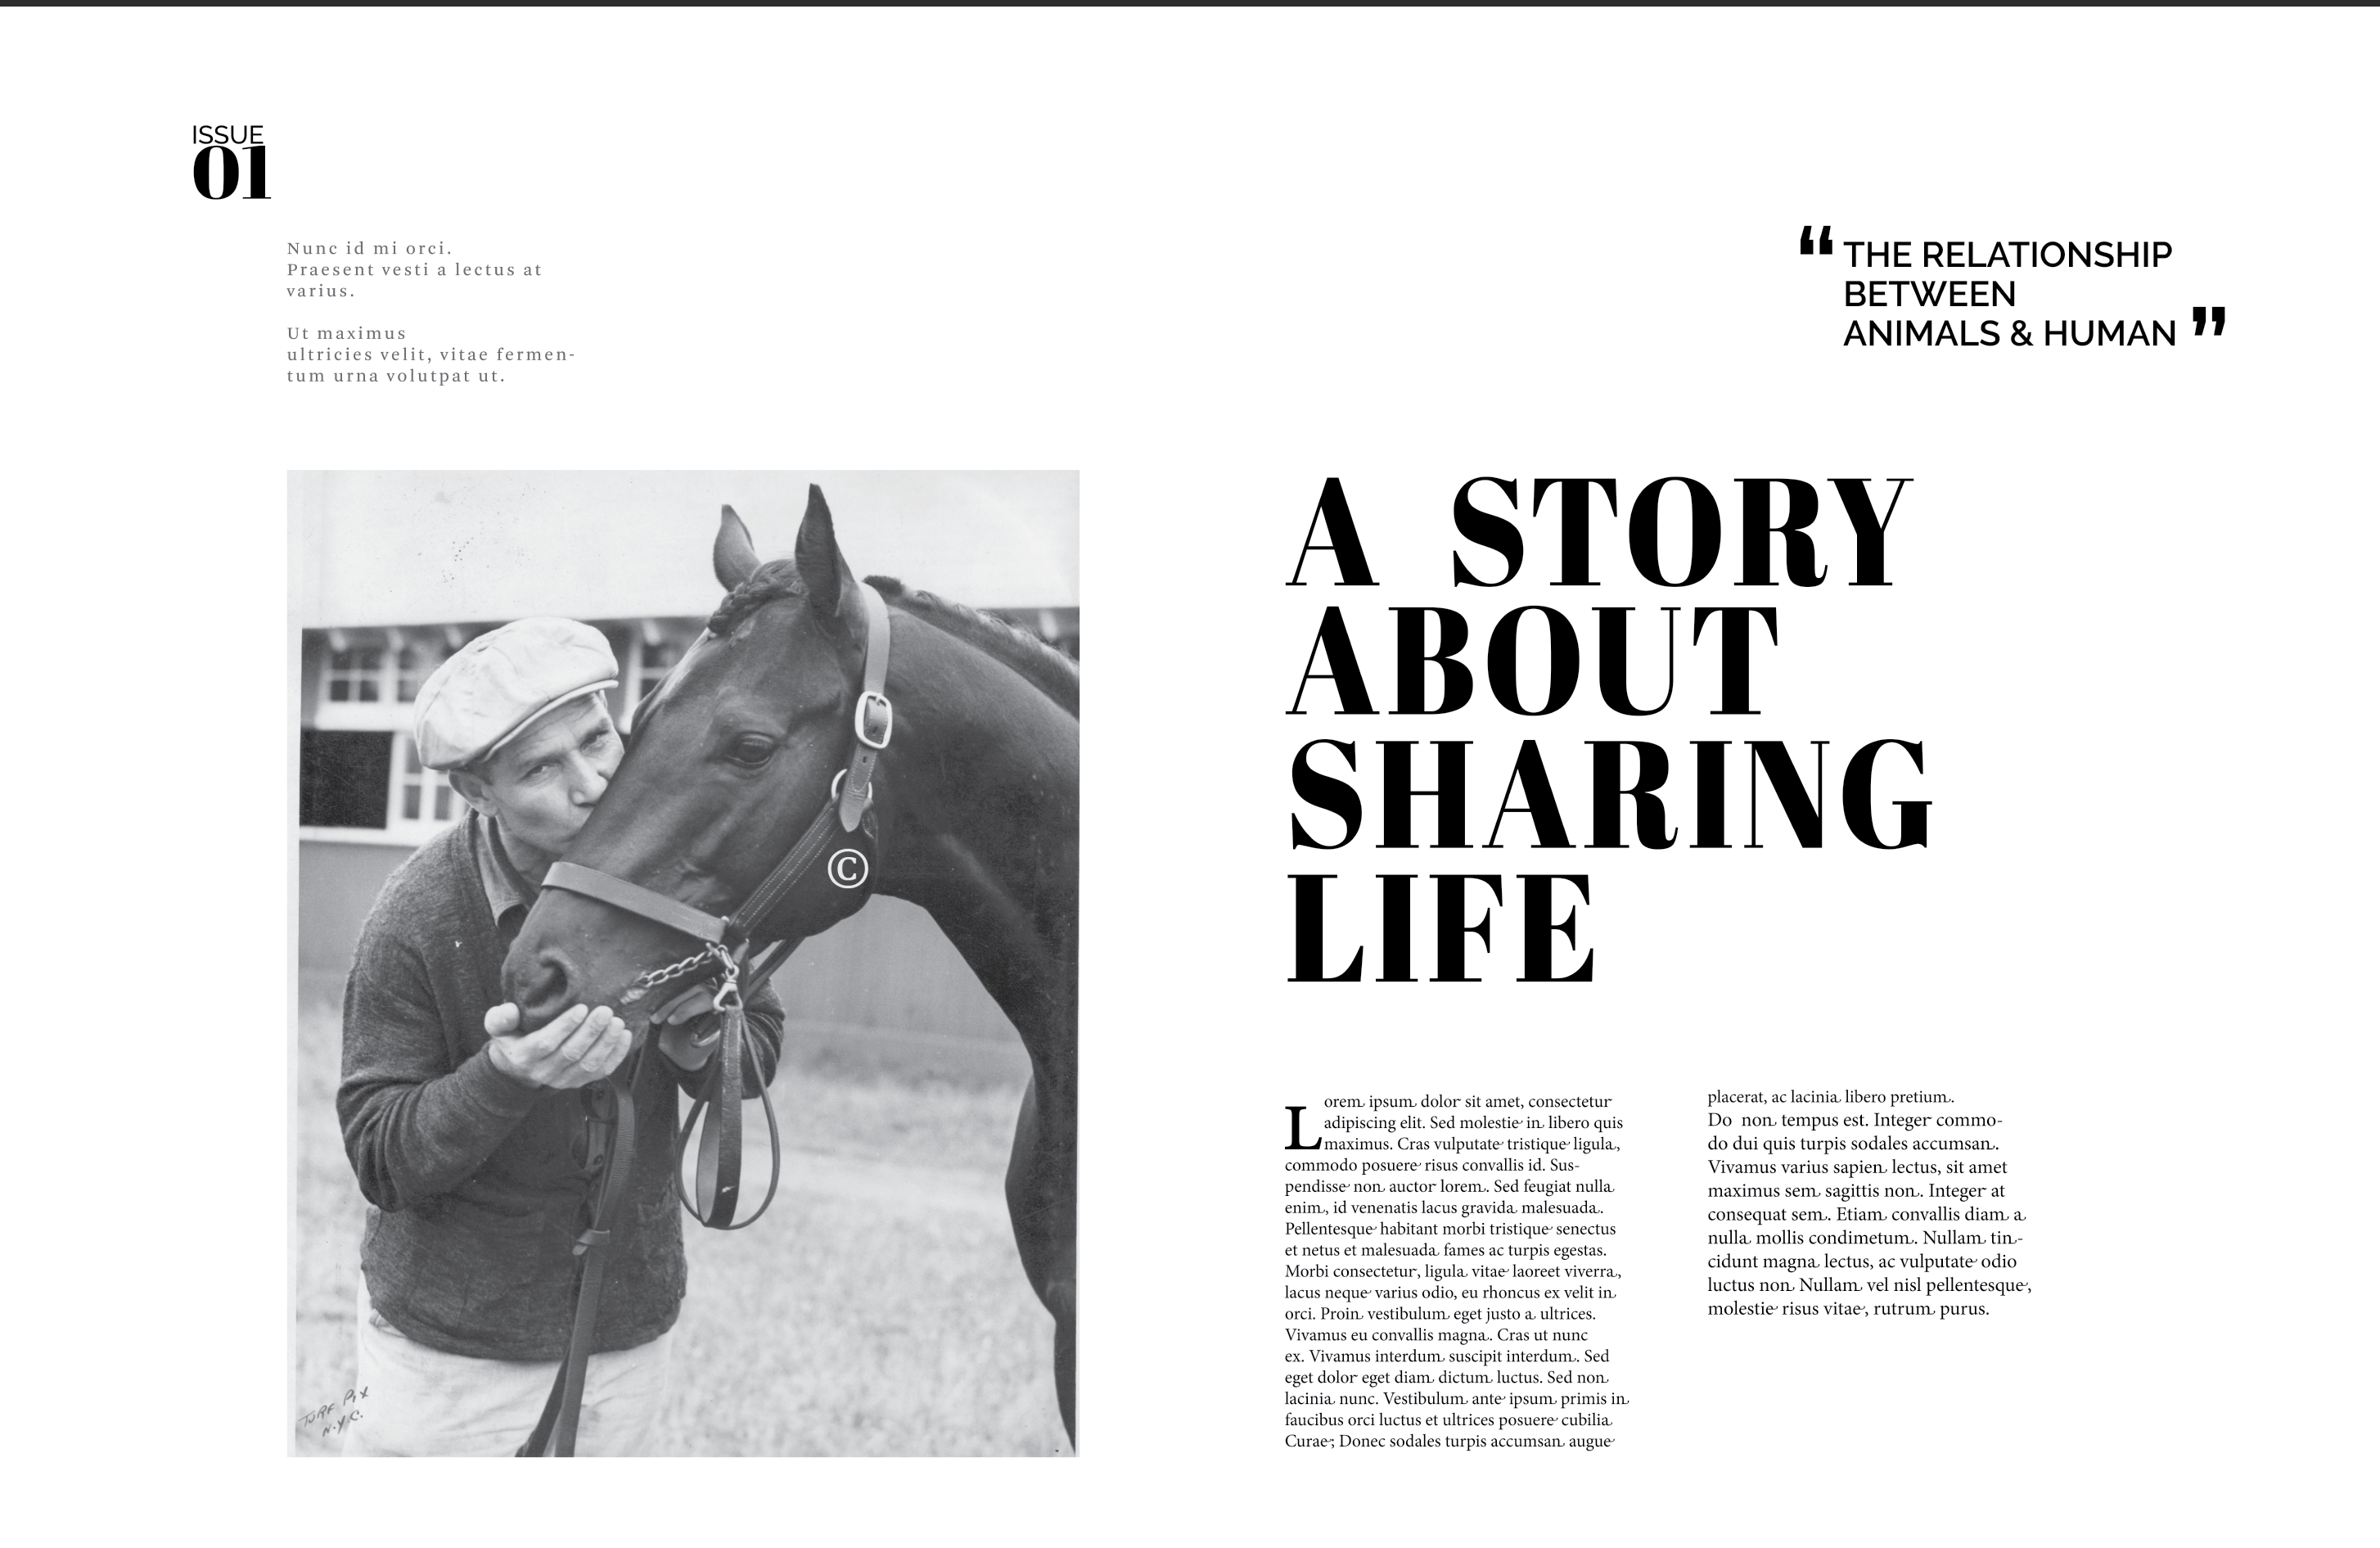 ISSUE
01
Nunc id mi orci.
Praesent vesti a lectus at
varius.
Ut maximus
ultricies velit, vitae fermen-
tum urna volutpat ut.
“ THE RELATIONSHIP
BETWEEN
ANIMALS & HUMAN ”
A STORY
ABOUT
SHARING
LIFE
©
TURF PIX
N.Y.C.
Lorem ipsum dolor sit amet, consectetur
adipiscing elit. Sed molestie in libero quis
maximus. Cras vulputate tristique ligula,
commodo posuere risus convallis id. Sus-
pendisse non auctor lorem. Sed feugiat nulla
enim, id venenatis lacus gravida malesuada.
Pellentesque habitant morbi tristique senectus
et netus et malesuada fames ac turpis egestas.
Morbi consectetur, ligula vitae laoreet viverra,
lacus neque varius odio, eu rhoncus ex velit in
orci. Proin vestibulum eget justo a ultrices.
Vivamus eu convallis magna. Cras ut nunc
ex. Vivamus interdum suscipit interdum. Sed
eget dolor eget diam dictum luctus. Sed non
lacinia nunc. Vestibulum ante ipsum primis in
faucibus orci luctus et ultrices posuere cubilia
Curae; Donec sodales turpis accumsan augue
placerat, ac lacinia libero pretium.
Do non tempus est. Integer commo-
do dui quis turpis sodales accumsan.
Vivamus varius sapien lectus, sit amet
maximus sem sagittis non. Integer at
consequat sem. Etiam convallis diam a
nulla mollis condimetum. Nullam tin-
cidunt magna lectus, ac vulputate odio
luctus non Nullam vel nisl pellentesque,
molestie risus vitae, rutrum purus.